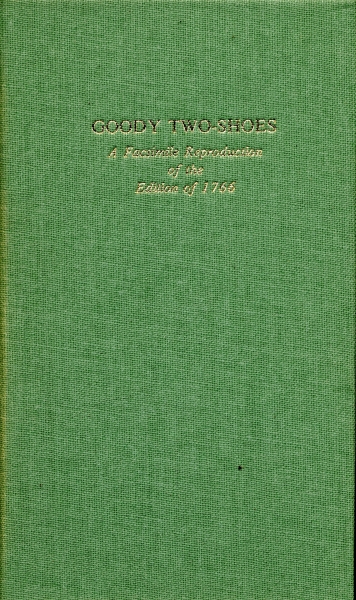 GOODY TWO-SHOES
A Facsimile Reproduction
of the
Edition of 1766